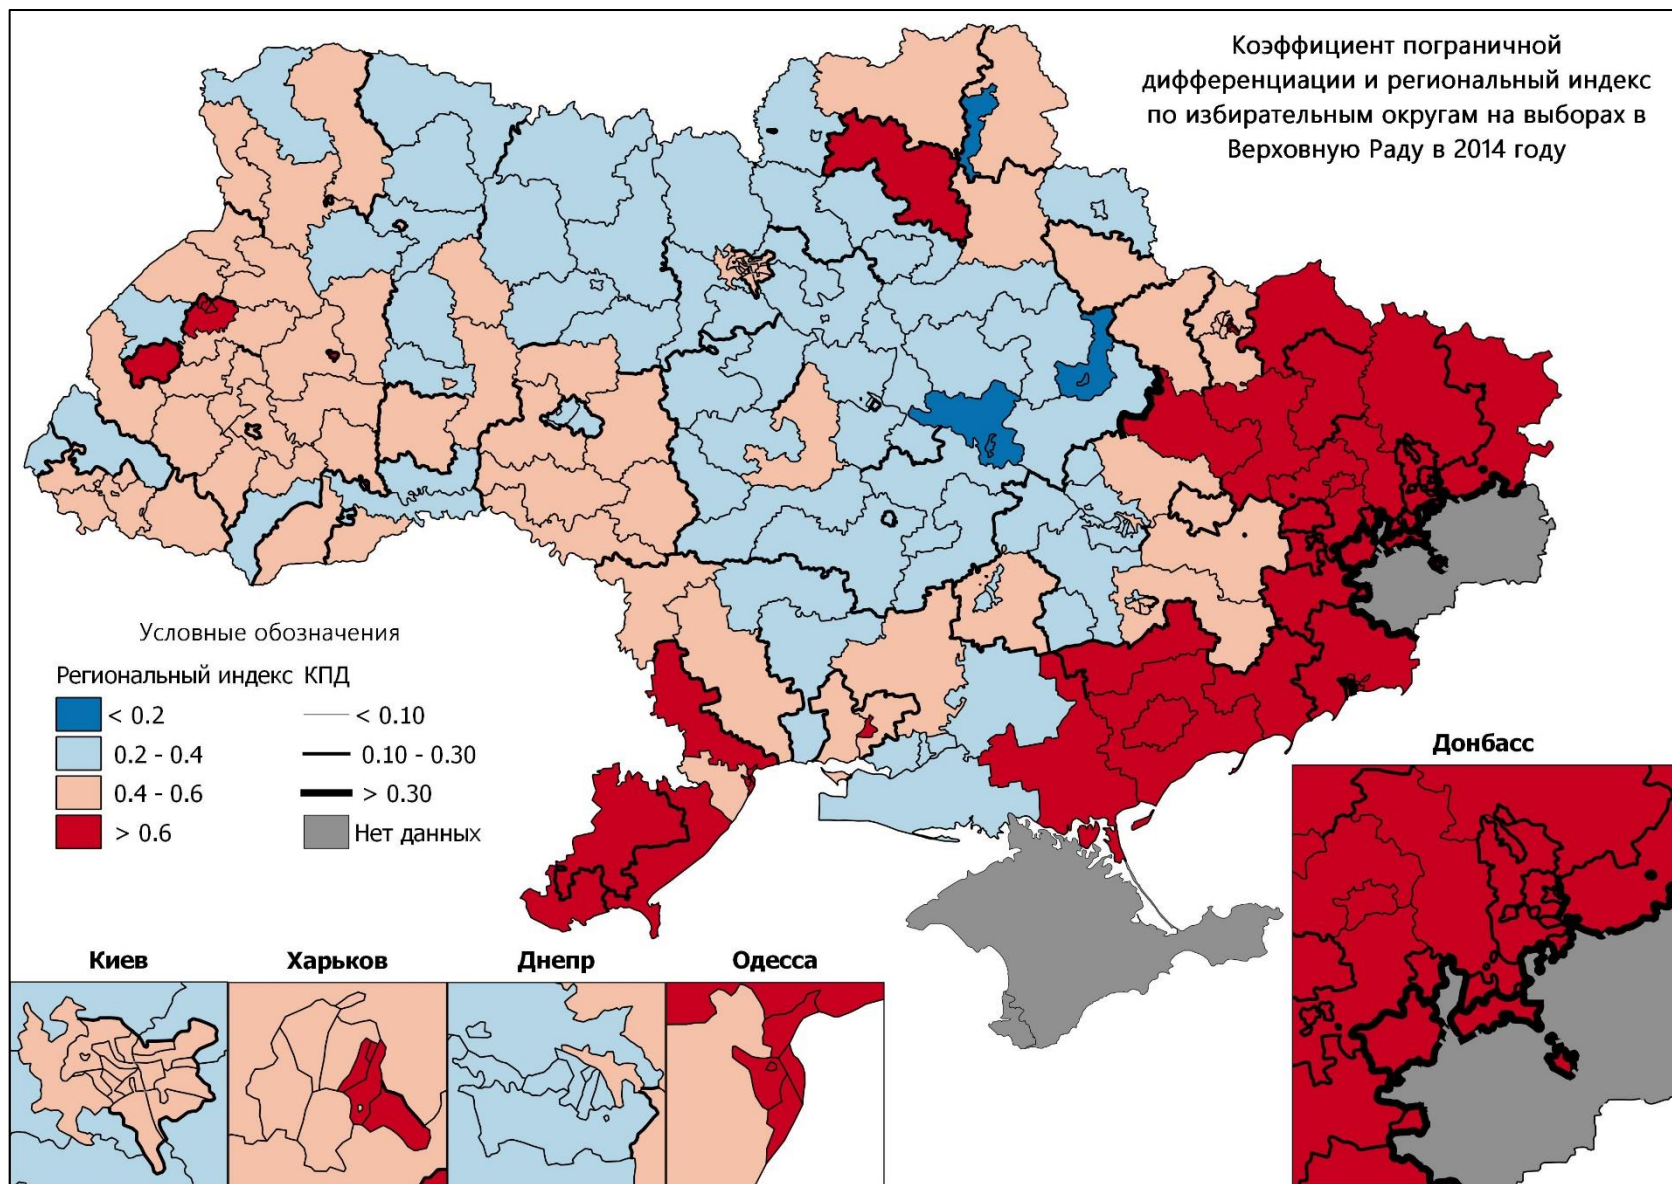 Коэффициент пограничной
дифференциации и региональный индекс
по избирательным округам на выборах в
Верховную Раду в 2014 году
Условные обозначения
Региональный индекс КПД
< 0.2 < 0.10
0.2 - 0.4 0.10 - 0.30
0.4 - 0.6 > 0.30
> 0.6 Нет данных
Донбасс
Киев Харьков Днепр Одесса